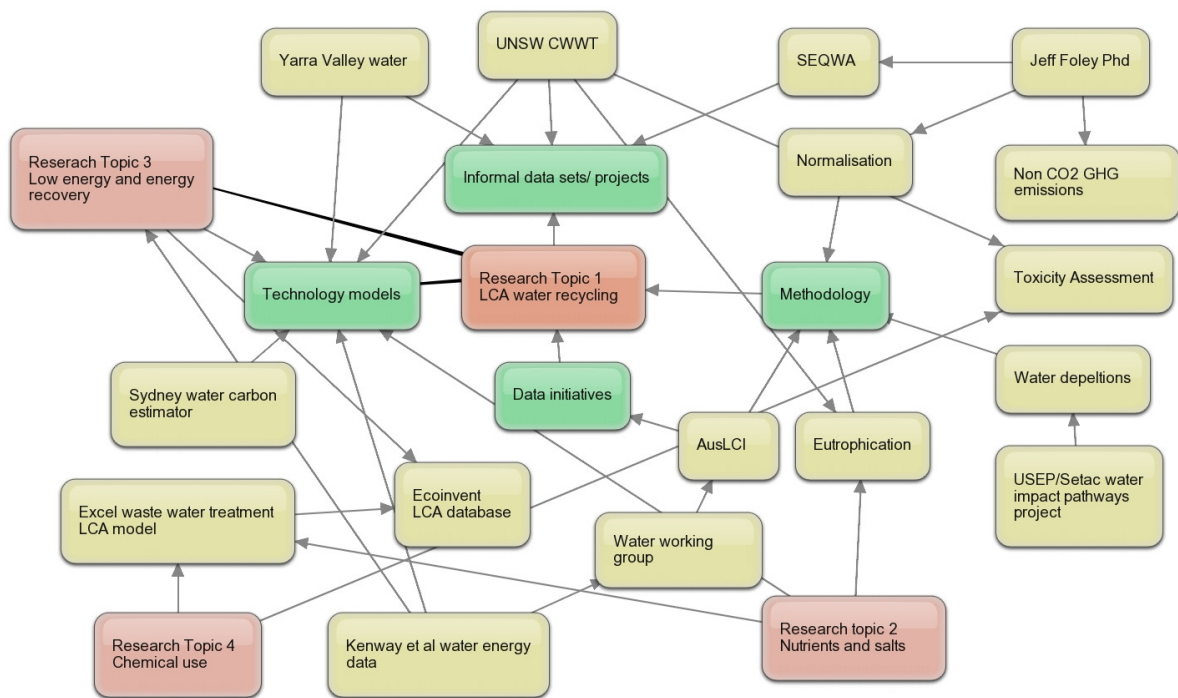 UNSW CWWT
Yarra Valley water
SEQWA
Jeff Foley Phd
Reserach Topic 3
Low energy and energy
recovery
Informal data sets/ projects
Normalisation
Non CO2 GHG
emissions
Technology models
Research Topic 1
LCA water recycling
Methodology
Toxicity Assessment
Sydney water carbon
estimator
Data initiatives
AusLCI
Eutrophication
Water depeltions
Excel waste water treatment
LCA model
Ecoinvent
LCA database
Water working
group
USEP/Setac water
impact pathways
project
Research Topic 4
Chemical use
Kenway et al water energy
data
Research topic 2
Nutrients and salts